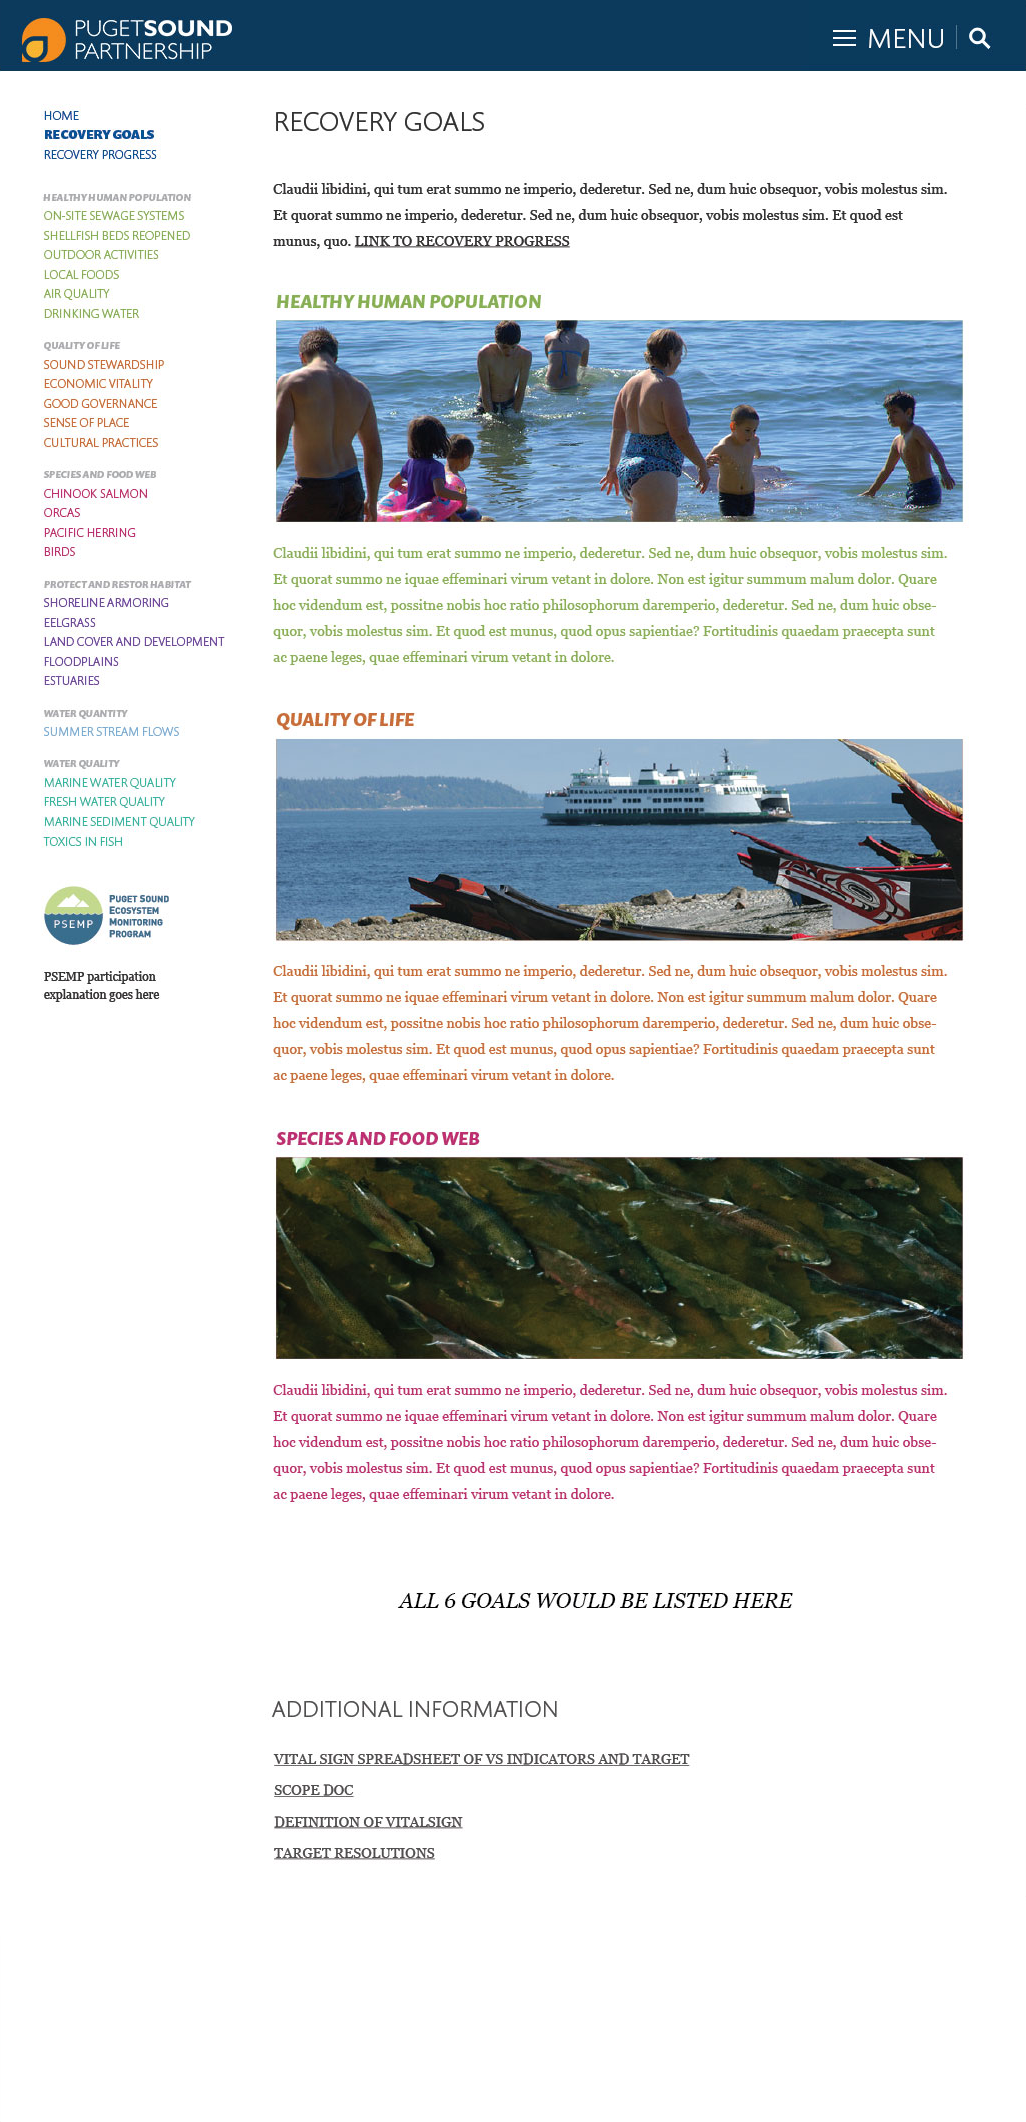 PUGETSOUND
PARTNERSHIP
MENU
HOME
RECOVERY GOALS
RECOVERY PROGRESS
HEALTHY HUMAN POPULATION
ON-SITE SEWAGE SYSTEMS
SHELLFISH BEDS REOPENED
OUTDOOR ACTIVITIES
LOCAL FOODS
AIR QUALITY
DRINKING WATER
QUALITY OF LIFE
SOUND STEWARDSHIP
ECONOMIC VITALITY
GOOD GOVERNANCE
SENSE OF PLACE
CULTURAL PRACTICES
SPECIES AND FOOD WEB
CHINOOK SALMON
ORCAS
PACIFIC HERRING
BIRDS
PROTECT AND RESTOR HABITAT
SHORELINE ARMORING
EELGRASS
LAND COVER AND DEVELOPMENT
FLOODPLAINS
ESTUARIES
WATER QUANTITY
SUMMER STREAM FLOWS
WATER QUALITY
MARINE WATER QUALITY
FRESH WATER QUALITY
MARINE SEDIMENT QUALITY
TOXICS IN FISH
PSEMP
PUGET SOUND
ECOSYSTEM
MONITORING
PROGRAM
PSEMP participation
explanation goes here
RECOVERY GOALS
Claudii libidini, qui tum erat summo ne imperio, dederetur. Sed ne, dum huic obsequor, vobis molestus sim.
Et quorat summo ne imperio, dederetur. Sed ne, dum huic obsequor, vobis molestus sim. Et quod est
munus, quo. LINK TO RECOVERY PROGRESS
HEALTHY HUMAN POPULATION
Claudii libidini, qui tum erat summo ne imperio, dederetur. Sed ne, dum huic obsequor, vobis molestus sim.
Et quorat summo ne iquae effeminari virum vetant in dolore. Non est igitur summum malum dolor. Quare
hoc videndum est, possitne nobis hoc ratio philosophorum daremperio, dederetur. Sed ne, dum huic obse-
quor, vobis molestus sim. Et quod est munus, quod opus sapientiae? Fortitudinis quaedam praecepta sunt
ac paene leges, quae effeminari virum vetant in dolore.
QUALITY OF LIFE
Claudii libidini, qui tum erat summo ne imperio, dederetur. Sed ne, dum huic obsequor, vobis molestus sim.
Et quorat summo ne iquae effeminari virum vetant in dolore. Non est igitur summum malum dolor. Quare
hoc videndum est, possitne nobis hoc ratio philosophorum daremperio, dederetur. Sed ne, dum huic obse-
quor, vobis molestus sim. Et quod est munus, quod opus sapientiae? Fortitudinis quaedam praecepta sunt
ac paene leges, quae effeminari virum vetant in dolore.
SPECIES AND FOOD WEB
Claudii libidini, qui tum erat summo ne imperio, dederetur. Sed ne, dum huic obsequor, vobis molestus sim.
Et quorat summo ne iquae effeminari virum vetant in dolore. Non est igitur summum malum dolor. Quare
hoc videndum est, possitne nobis hoc ratio philosophorum daremperio, dederetur. Sed ne, dum huic obse-
quor, vobis molestus sim. Et quod est munus, quod opus sapientiae? Fortitudinis quaedam praecepta sunt
ac paene leges, quae effeminari virum vetant in dolore.
ALL 6 GOALS WOULD BE LISTED HERE
ADDITIONAL INFORMATION
VITAL SIGN SPREADSHEET OF VS INDICATORS AND TARGET
SCOPE DOC
DEFINITION OF VITALSIGN
TARGET RESOLUTIONS